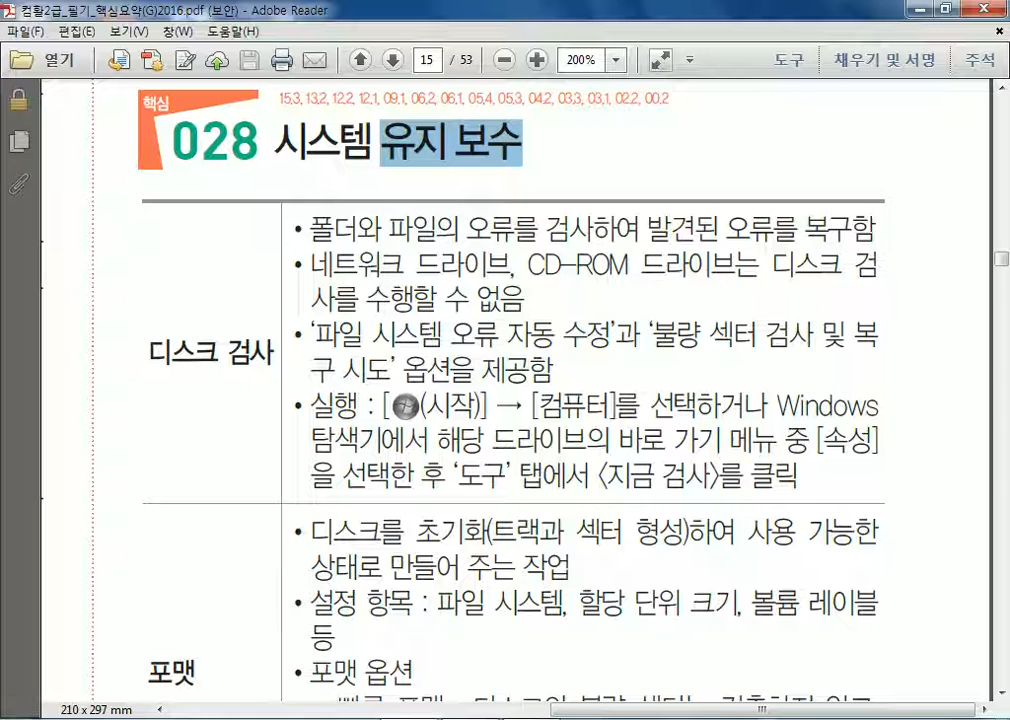 컴활2급_필기_핵심요약(G)2016.pdf (보안) - Adobe Reader
파일(F) 편집(E) 보기(V) 창(W) 도움말(H)
열기 15 / 53 200% 도구 채우기 및 서명 주석
핵심 15.3, 13.2, 12.2, 12.1, 09.1, 06.2, 06.1, 05.4, 05.3, 04.2, 03.3, 03.1, 02.2, 00.2
028 시스템 유지 보수
디스크 검사
• 폴더와 파일의 오류를 검사하여 발견된 오류를 복구함
• 네트워크 드라이브, CD-ROM 드라이브는 디스크 검
사를 수행할 수 없음
• ‘파일 시스템 오류 자동 수정’과 ‘불량 섹터 검사 및 복
구 시도’ 옵션을 제공함
• 실행 : [(시작)] → [컴퓨터]를 선택하거나 Windows
탐색기에서 해당 드라이브의 바로 가기 메뉴 중 [속성]
을 선택한 후 ‘도구’ 탭에서 〈지금 검사〉를 클릭
포맷
• 디스크를 초기화(트랙과 섹터 형성)하여 사용 가능한
상태로 만들어 주는 작업
• 설정 항목 : 파일 시스템, 할당 단위 크기, 볼륨 레이블
등
• 포맷 옵션
210 x 297 mm